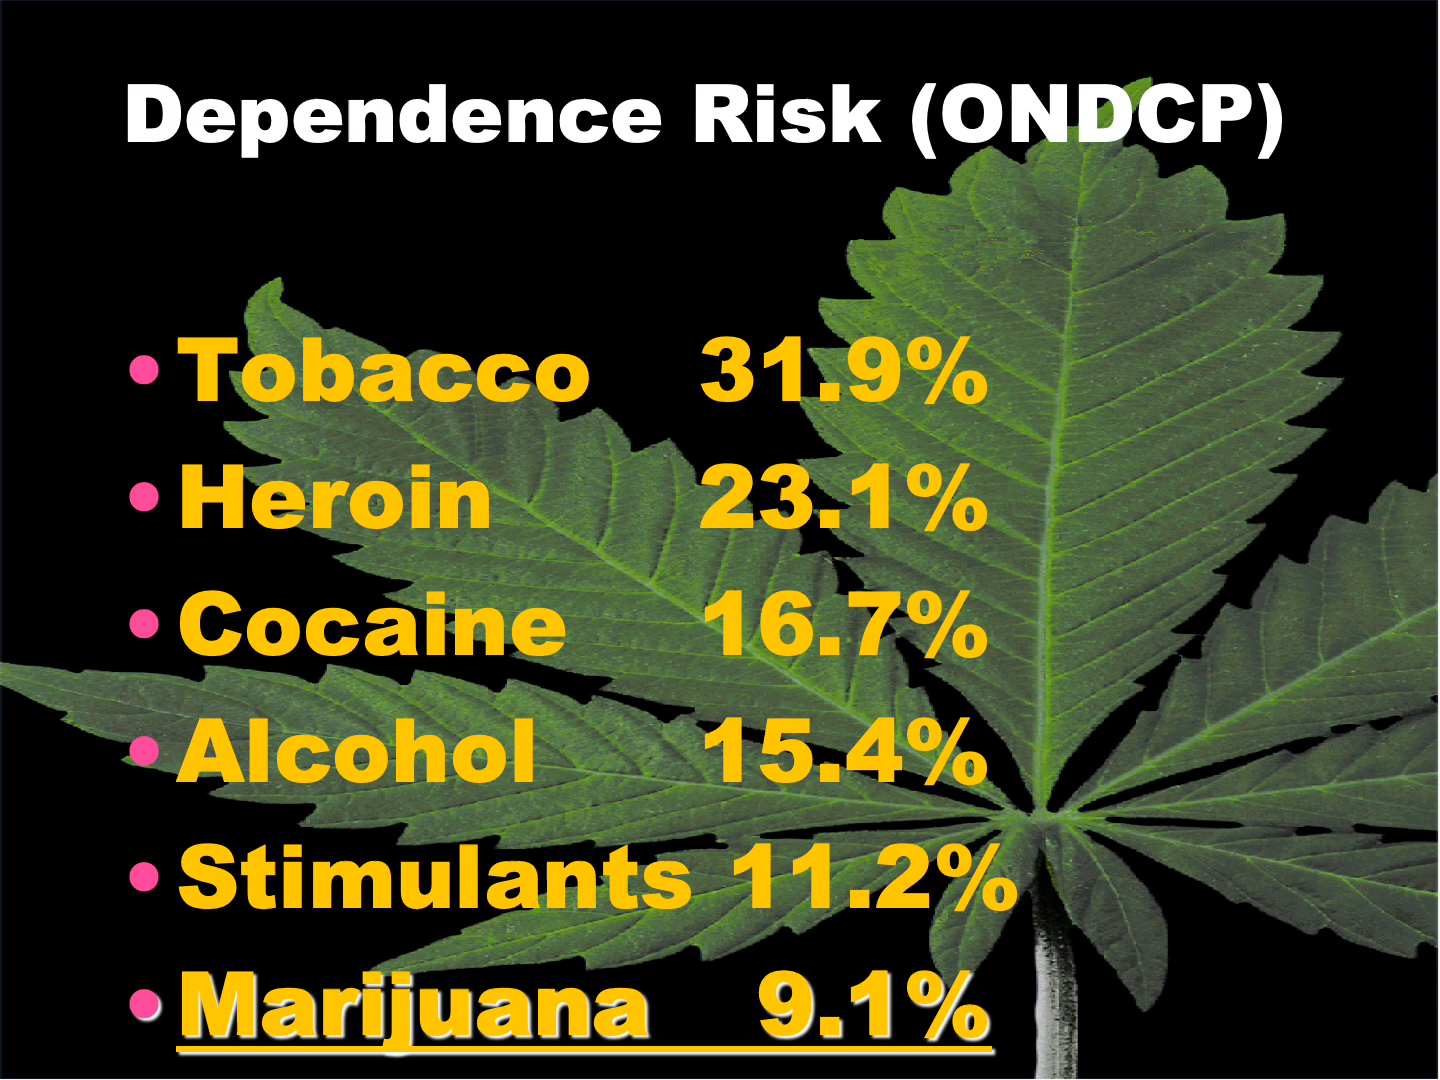 Dependence Risk (ONDCP)
• Tobacco 31.9%
• Heroin 23.1%
• Cocaine 16.7%
• Alcohol 15.4%
• Stimulants 11.2%
• Marijuana 9.1%